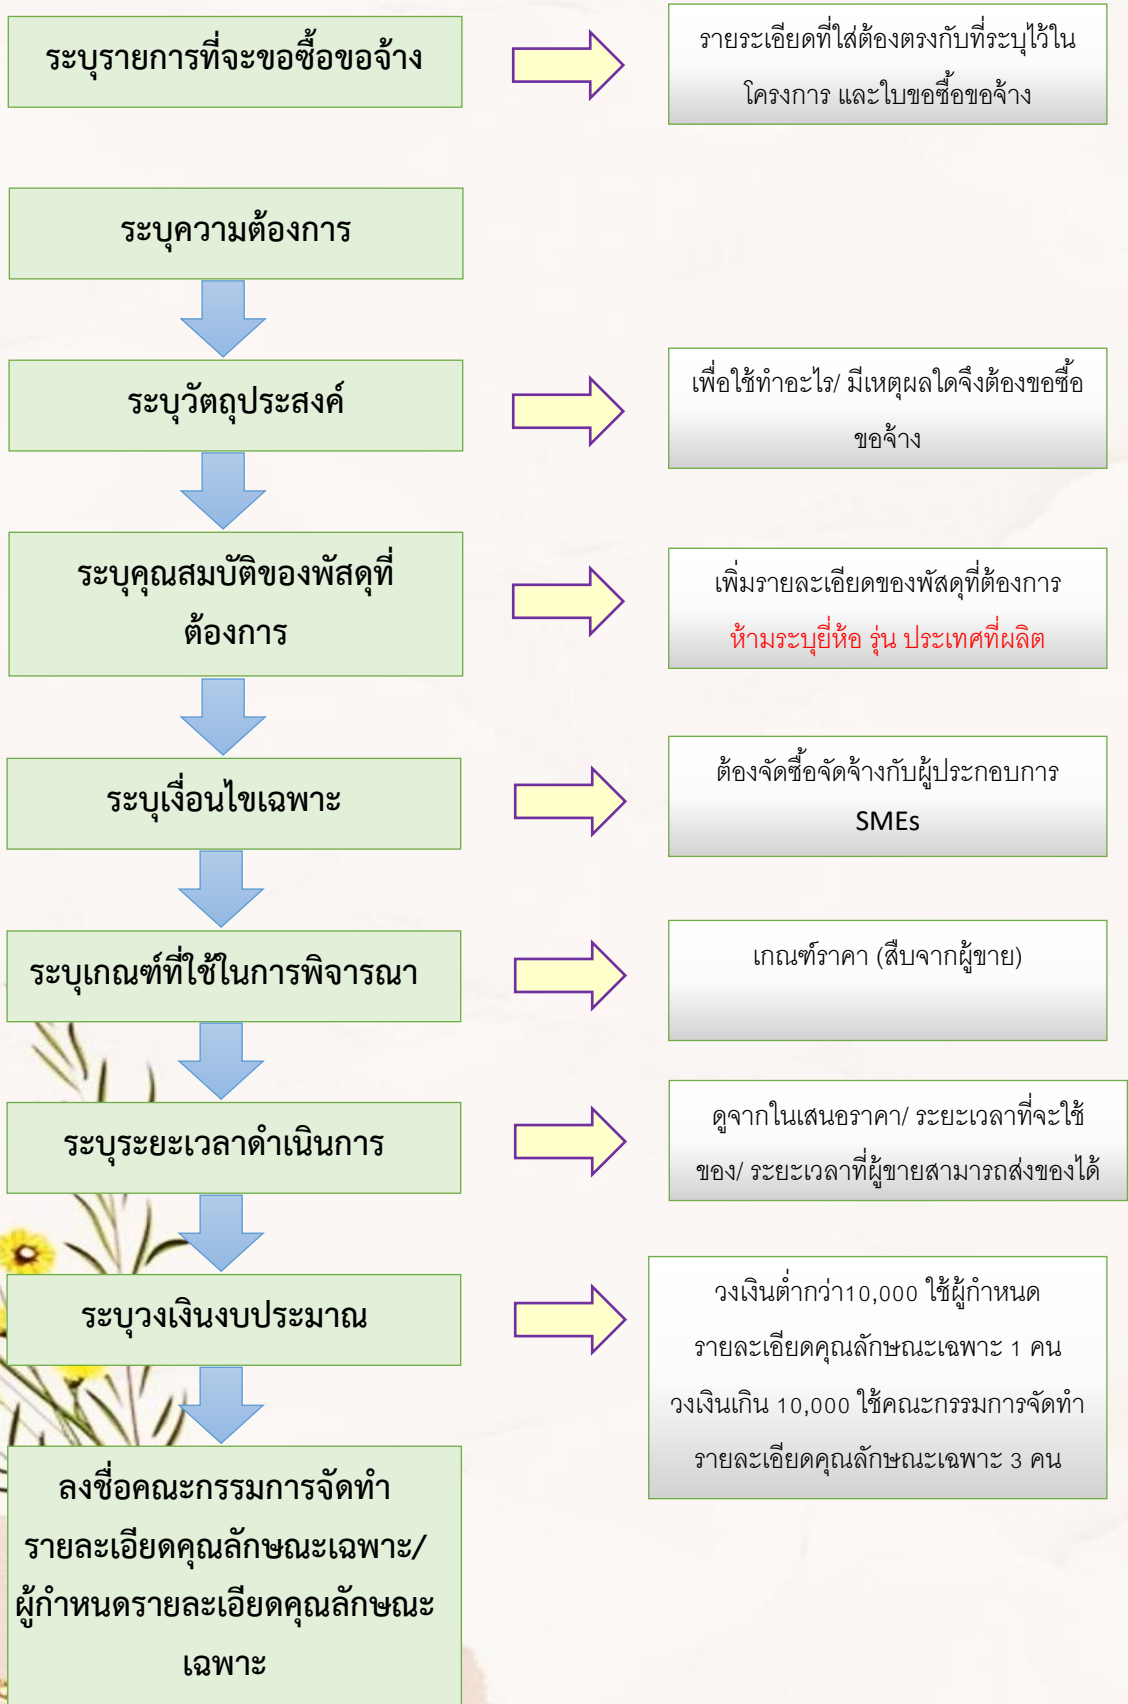 ระบุรายการที่จะขอซื้อขอจ้าง
รายระเอียดที่ใส่ต้องตรงกับที่ระบุไว้ใน
โครงการ และใบขอซื้อขอจ้าง
ระบุความต้องการ
ระบุวัตถุประสงค์
เพื่อใช้ทำอะไร/ มีเหตุผลใดจึงต้องขอซื้อ
ขอจ้าง
ระบุคุณสมบัติของพัสดุที่
ต้องการ
เพิ่มรายละเอียดของพัสดุที่ต้องการ
ห้ามระบุยี่ห้อ รุ่น ประเทศที่ผลิต
ระบุเงื่อนไขเฉพาะ
ต้องจัดซื้อจัดจ้างกับผู้ประกอบการ
SMEs
ระบุเกณฑ์ที่ใช้ในการพิจารณา
เกณฑ์ราคา (สืบจากผู้ขาย)
ระบุระยะเวลาดำเนินการ
ดูจากในเสนอราคา/ ระยะเวลาที่จะใช้
ของ/ ระยะเวลาที่ผู้ขายสามารถส่งของได้
ระบุวงเงินงบประมาณ
วงเงินต่ำกว่า10,000 ใช้ผู้กำหนด
รายละเอียดคุณลักษณะเฉพาะ 1 คน
วงเงินเกิน 10,000 ใช้คณะกรรมการจัดทำ
รายละเอียดคุณลักษณะเฉพาะ 3 คน
ลงชื่อคณะกรรมการจัดทำ
รายละเอียดคุณลักษณะเฉพาะ/
ผู้กำหนดรายละเอียดคุณลักษณะ
เฉพาะ